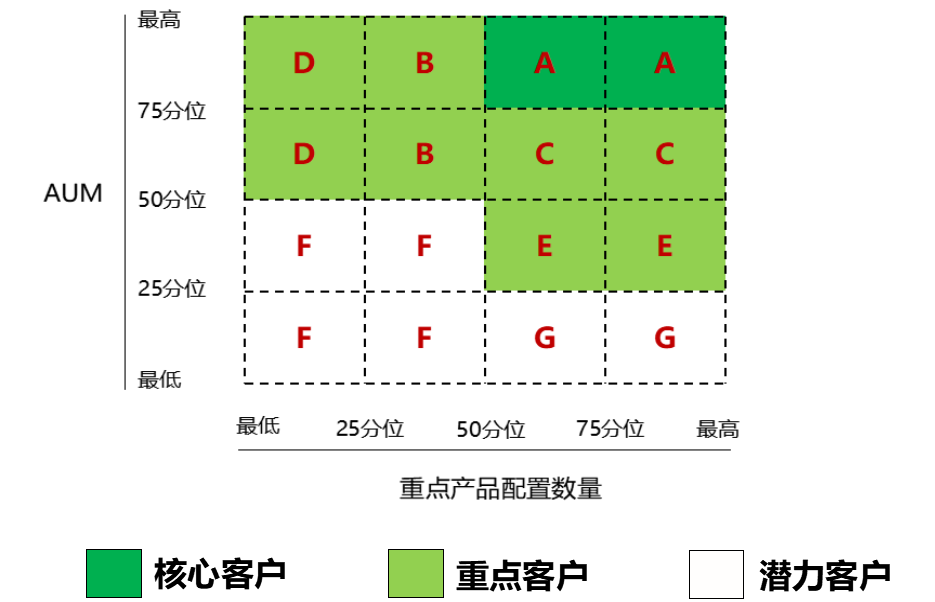 最高
D B A A
75分位
D B C C
AUM
50分位
F F E E
25分位
F F G G
最低
最低 25分位 50分位 75分位 最高
重点产品配置数量
核心客户 重点客户 潜力客户